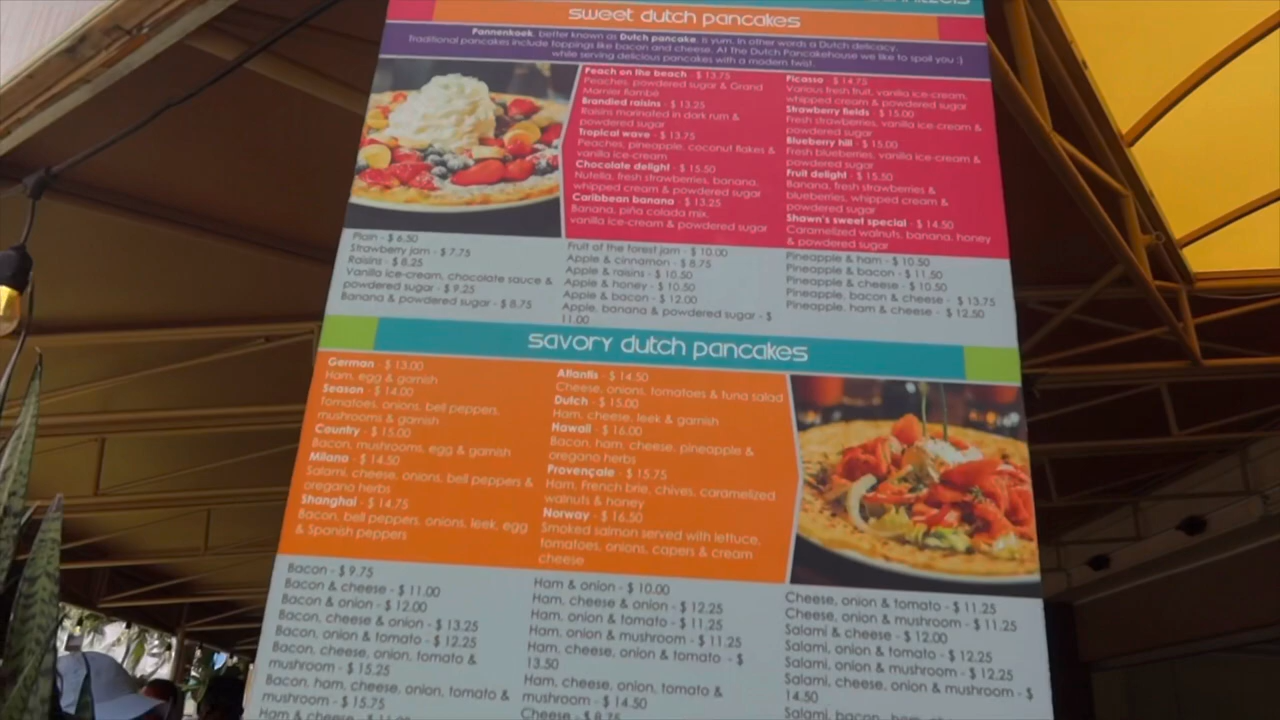 sweet dutch pancakes
Pannenkoek, better known as Dutch pancake, is yum. In other words a Dutch delicacy.
Traditional pancakes include toppings like bacon and cheese. At The Dutch Pancakehouse we like to spoil you :)
while serving delicious pancakes with a modern twist.
Peach on the beach - $ 13.75
Peaches, powdered sugar & Grand
Marnier flambé
Brandied raisins - $ 13.25
Raisins marinated in dark rum &
powdered sugar
Tropical wave - $ 13.75
Peaches, pineapple, coconut flakes &
vanilla ice-cream
Chocolate delight - $ 15.50
Nutella, fresh strawberries, banana,
whipped cream & powdered sugar
Caribbean banana - $ 13.25
Banana, piña colada mix,
vanilla ice-cream & powdered sugar
Picasso - $ 14.75
Various fresh fruit, vanilla ice-cream,
whipped cream & powdered sugar
Strawberry fields - $ 15.00
Fresh strawberries, vanilla ice-cream &
powdered sugar
Blueberry hill - $ 15.00
Fresh blueberries, vanilla ice-cream &
powdered sugar
Fruit delight - $ 15.50
Banana, fresh strawberries &
blueberries, whipped cream &
powdered sugar
Shawn's sweet special - $ 14.50
Caramelized walnuts, banana, honey
& powdered sugar
Plain - $ 6.50
Strawberry jam - $ 7.75
Raisins - $ 8.25
Vanilla ice-cream, chocolate sauce &
powdered sugar - $ 9.25
Banana & powdered sugar - $ 8.75
Fruit of the forest jam - $ 10.00
Apple & cinnamon - $ 8.75
Apple & raisins - $ 10.50
Apple & honey - $ 10.50
Apple & bacon - $ 12.00
Apple, banana & powdered sugar - $
11.00
Pineapple & ham - $ 10.50
Pineapple & bacon - $ 11.50
Pineapple & cheese - $ 10.50
Pineapple, bacon & cheese - $ 13.75
Pineapple, ham & cheese - $ 12.50
savory dutch pancakes
German - $ 13.00
Ham, egg & garnish
Season - $ 14.00
Tomatoes, onions, bell peppers,
mushrooms & garnish
Country - $ 15.00
Bacon, mushrooms, egg & garnish
Milano - $ 14.50
Salami, cheese, onions, bell peppers &
oregano herbs
Shanghai - $ 14.75
Bacon, bell peppers, onions, leek, egg
& Spanish peppers
Atlantis - $ 14.50
Cheese, onions, tomatoes & tuna salad
Dutch - $ 15.00
Ham, cheese, leek & garnish
Hawaii - $ 16.00
Bacon, ham, cheese, pineapple &
oregano herbs
Provençale - $ 15.75
Ham, French brie, chives, caramelized
walnuts & honey
Norway - $ 16.50
Smoked salmon served with lettuce,
tomatoes, onions, capers & cream
cheese
Bacon - $ 9.75
Bacon & cheese - $ 11.00
Bacon & onion - $ 12.00
Bacon, cheese & onion - $ 13.25
Bacon, onion & tomato - $ 12.25
Bacon, cheese, onion, tomato &
mushroom - $ 15.25
Bacon, ham, cheese, onion, tomato &
mushroom - $ 15.75
Ham & cheese -
Ham & onion - $ 10.00
Ham, cheese & onion - $ 12.25
Ham, onion & tomato - $ 11.25
Ham, onion & mushroom - $ 11.25
Ham, cheese, onion & tomato - $
13.50
Ham, cheese, onion, tomato &
mushroom - $ 14.50
Cheese - $ 8.75
Cheese, onion & tomato - $ 11.25
Cheese, onion & mushroom - $ 11.25
Salami & cheese - $ 12.00
Salami, onion & tomato - $ 12.25
Salami, onion & mushroom - $ 12.25
Salami, cheese, onion & mushroom - $
14.50
Salami, bacon,